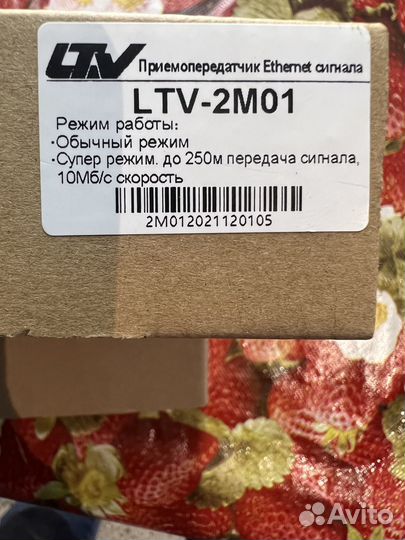 LTV Приемопередатчик Ethernet сигнала
LTV-2M01
Режим работы:
·Обычный режим
·Супер режим. до 250м передача сигнала,
10Мб/с скорость
2M012021120105
Avito